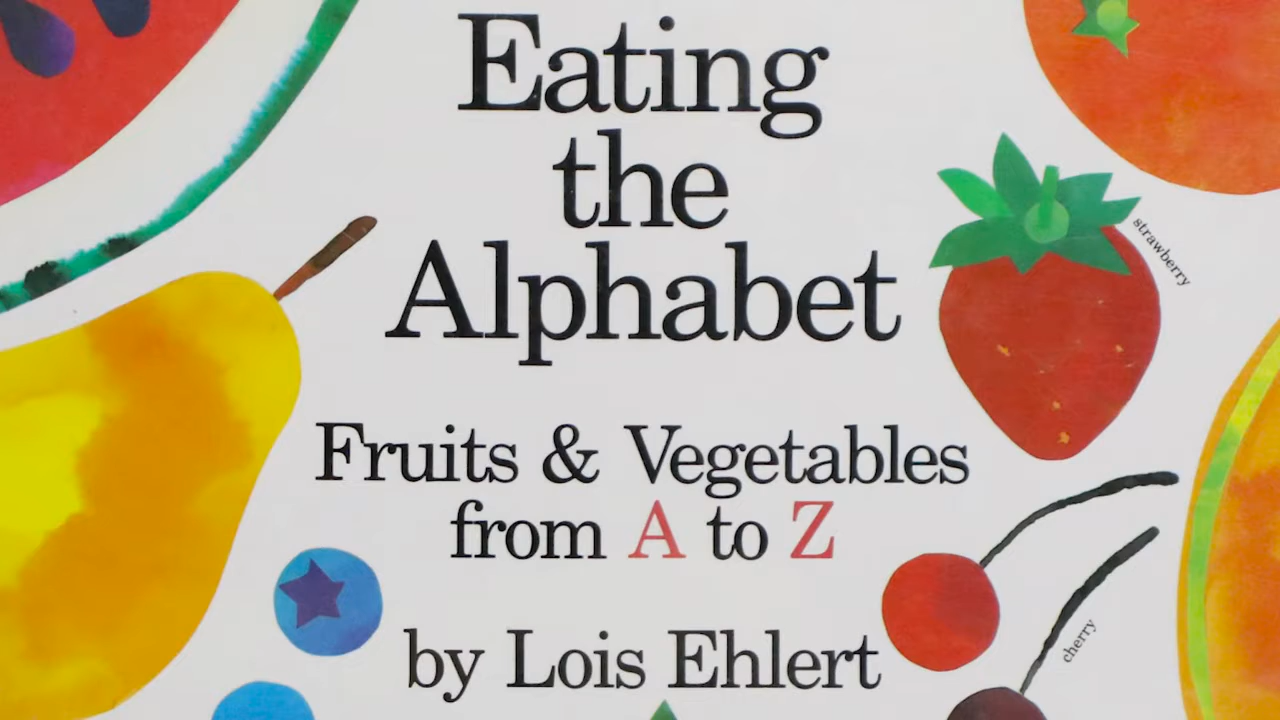 Eating
the
Alphabet
strawberry
Fruits & Vegetables
from A to Z
by Lois Ehlert
cherry